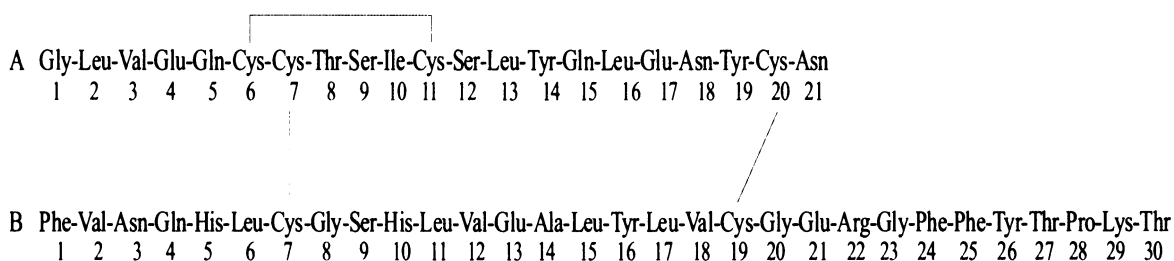 A Gly-Leu-Val-Glu-Gln-Cys-Cys-Thr-Ser-Ile-Cys-Ser-Leu-Tyr-Gln-Leu-Glu-Asn-Tyr-Cys-Asn
1 2 3 4 5 6 7 8 9 10 11 12 13 14 15 16 17 18 19 20 21
B Phe-Val-Asn-Gln-His-Leu-Cys-Gly-Ser-His-Leu-Val-Glu-Ala-Leu-Tyr-Leu-Val-Cys-Gly-Glu-Arg-Gly-Phe-Phe-Tyr-Thr-Pro-Lys-Thr
1 2 3 4 5 6 7 8 9 10 11 12 13 14 15 16 17 18 19 20 21 22 23 24 25 26 27 28 29 30